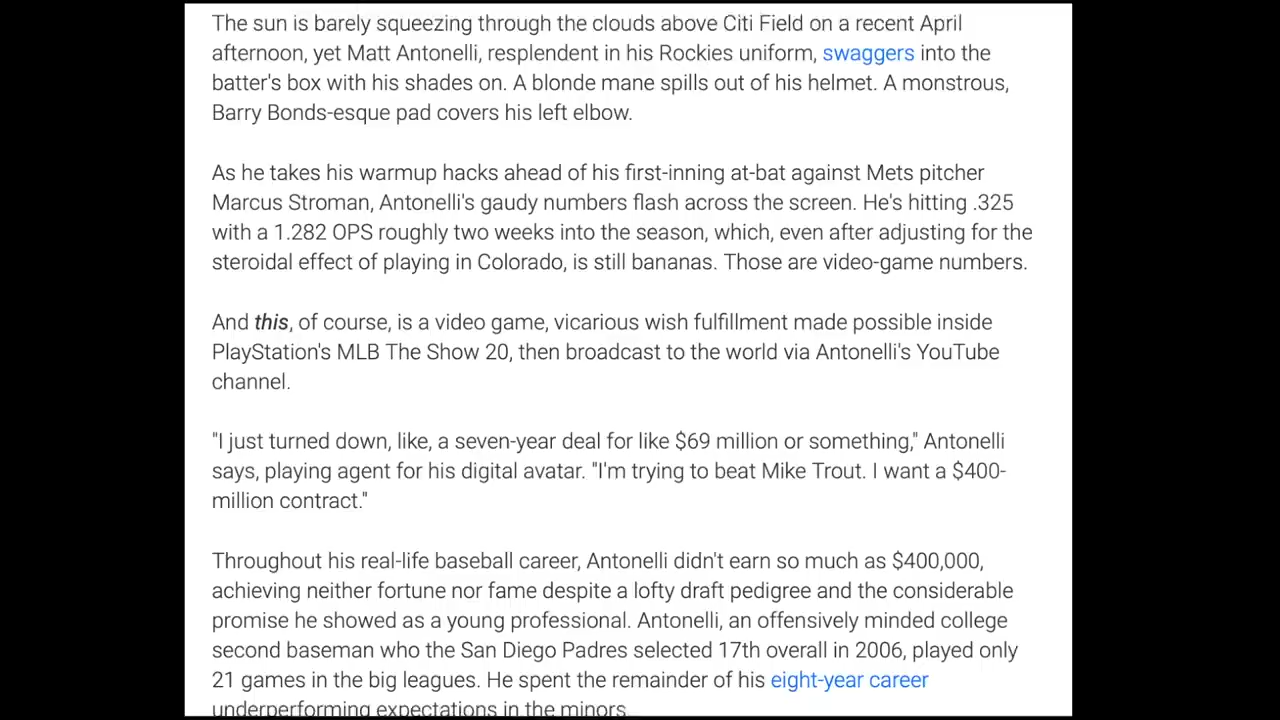 The sun is barely squeezing through the clouds above Citi Field on a recent April
afternoon, yet Matt Antonelli, resplendent in his Rockies uniform, swaggers into the
batter's box with his shades on. A blonde mane spills out of his helmet. A monstrous,
Barry Bonds-esque pad covers his left elbow.
As he takes his warmup hacks ahead of his first-inning at-bat against Mets pitcher
Marcus Stroman, Antonelli's gaudy numbers flash across the screen. He's hitting .325
with a 1.282 OPS roughly two weeks into the season, which, even after adjusting for the
steroidal effect of playing in Colorado, is still bananas. Those are video-game numbers.
And this, of course, is a video game, vicarious wish fulfillment made possible inside
PlayStation's MLB The Show 20, then broadcast to the world via Antonelli's YouTube
channel.
"I just turned down, like, a seven-year deal for like $69 million or something," Antonelli
says, playing agent for his digital avatar. "I'm trying to beat Mike Trout. I want a $400-
million contract."
Throughout his real-life baseball career, Antonelli didn't earn so much as $400,000,
achieving neither fortune nor fame despite a lofty draft pedigree and the considerable
promise he showed as a young professional. Antonelli, an offensively minded college
second baseman who the San Diego Padres selected 17th overall in 2006, played only
21 games in the big leagues. He spent the remainder of his eight-year career
underperforming expectations in the minors